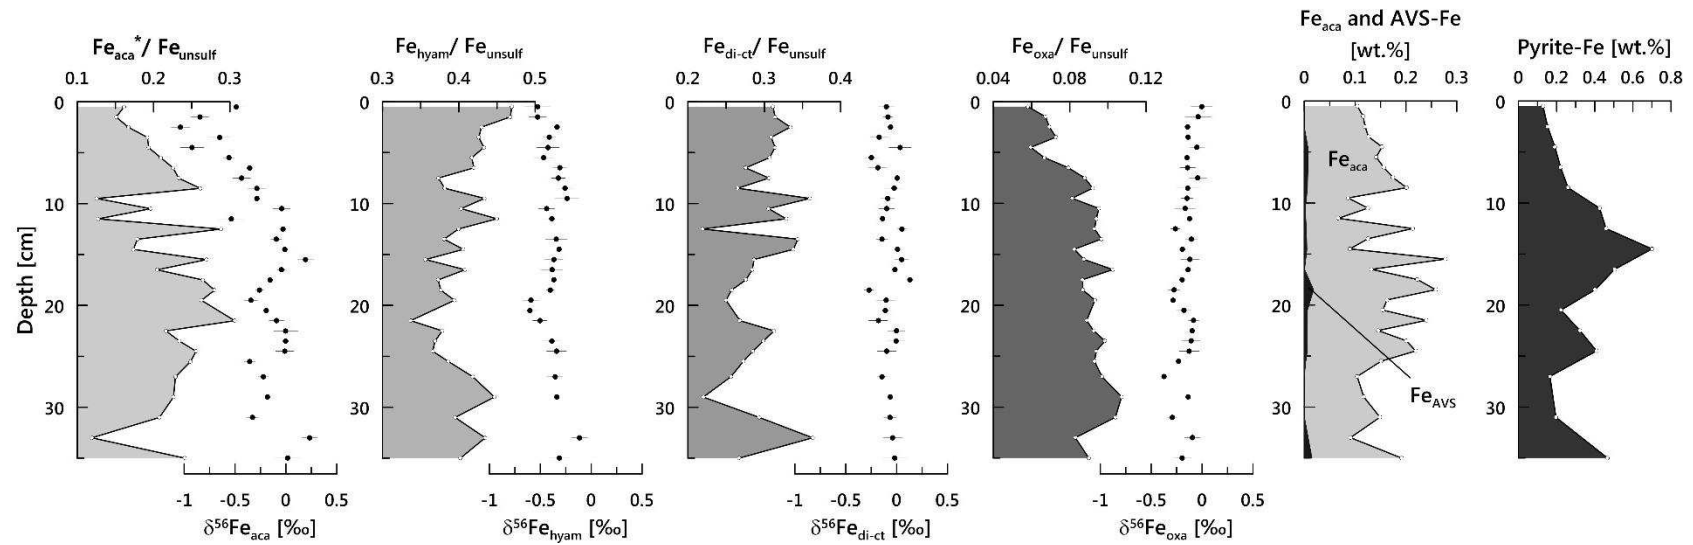 Fe_aca*/ Fe_unsulf
0.1 0.2 0.3
Fe_hyam/ Fe_unsulf
0.3 0.4 0.5
Fe_di-ct/ Fe_unsulf
0.2 0.3 0.4
Fe_oxa/ Fe_unsulf
0.04 0.08 0.12
Fe_aca and AVS-Fe
[wt.%]
0 0.1 0.2 0.3
Pyrite-Fe [wt.%]
0 0.2 0.4 0.6 0.8
Depth [cm]
0 0 0 0 0 0
10 10 10 10 10 10
20 20 20 20 20 20
30 30 30 30 30 30
Fe_aca
Fe_AVS
-1 -0.5 0 0.5
δ⁵⁶Fe_aca [‰]
-1 -0.5 0 0.5
δ⁵⁶Fe_hyam [‰]
-1 -0.5 0 0.5
δ⁵⁶Fe_di-ct [‰]
-1 -0.5 0 0.5
δ⁵⁶Fe_oxa [‰]